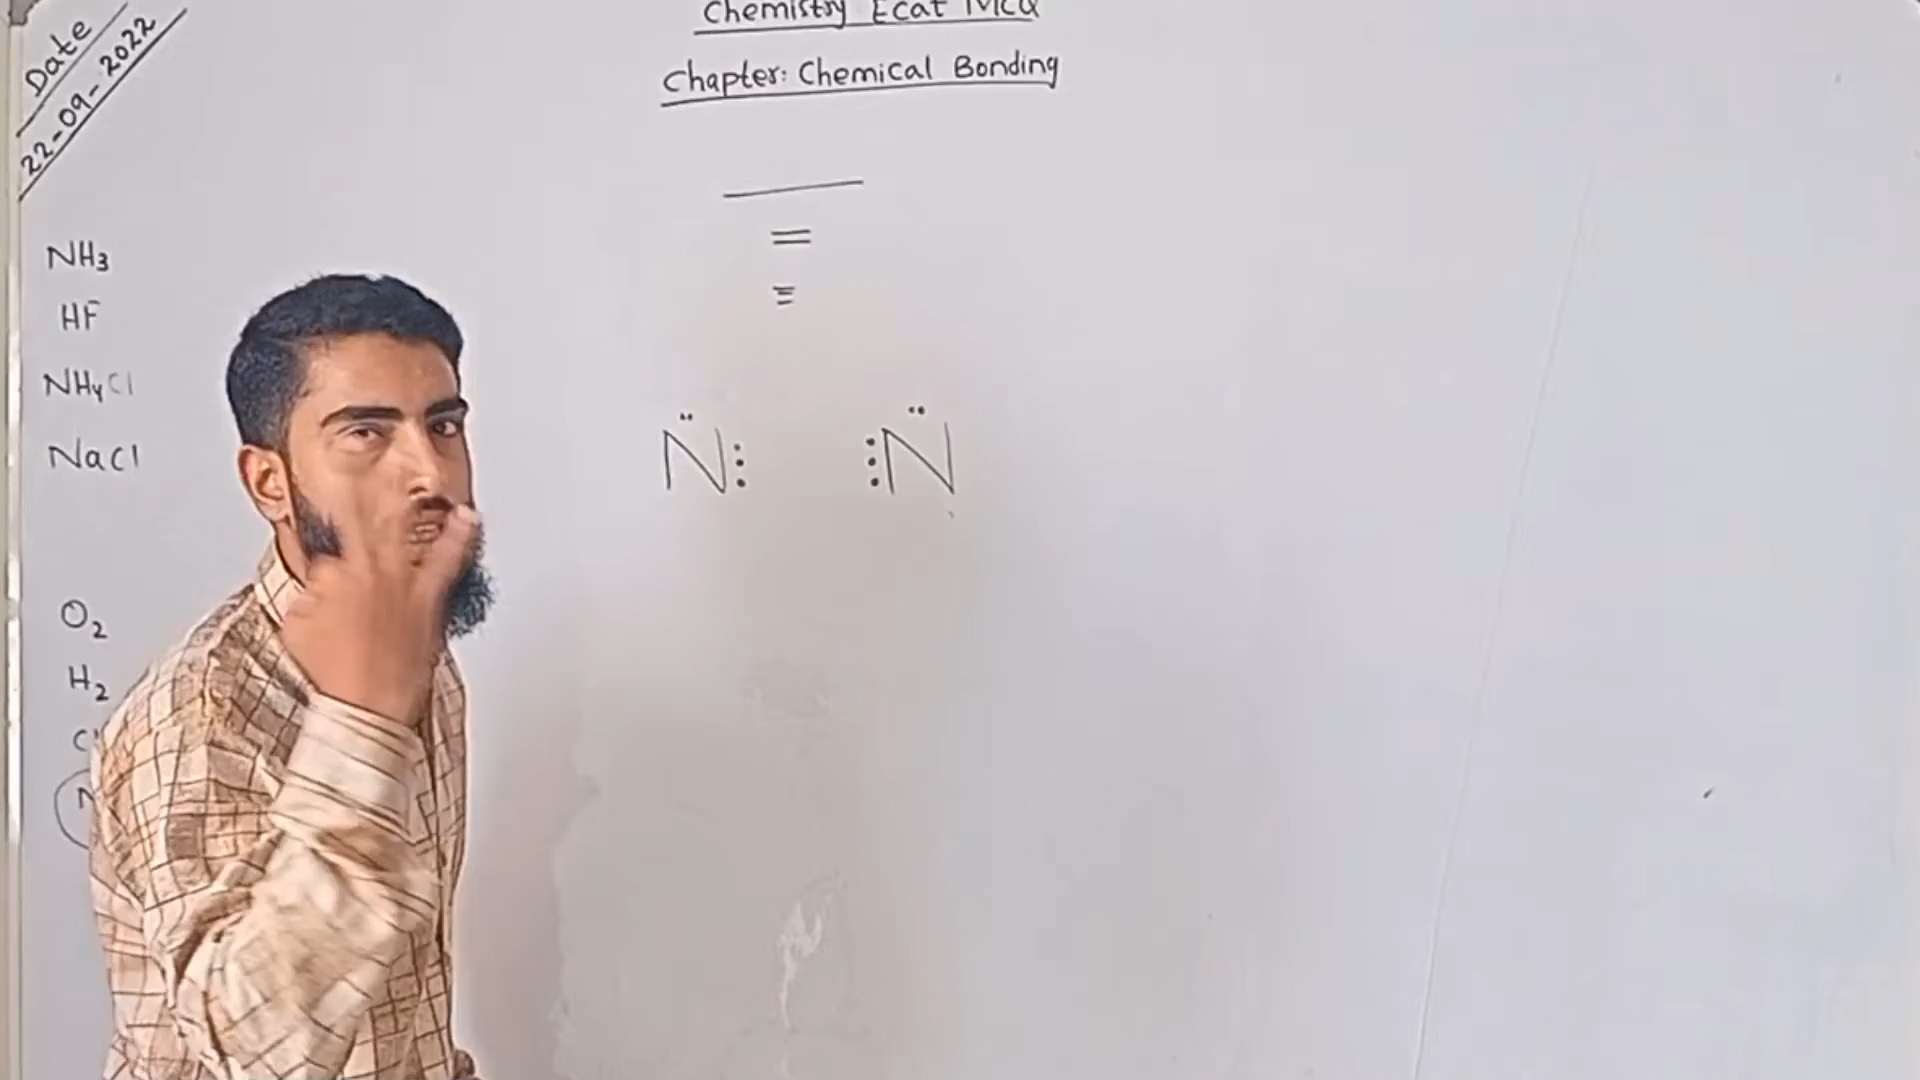 Date
22-09-2022
Chemistry Ecat MCQ
Chapter: Chemical Bonding
NH3
HF
NH4Cl
NaCl
N N
O2
H2